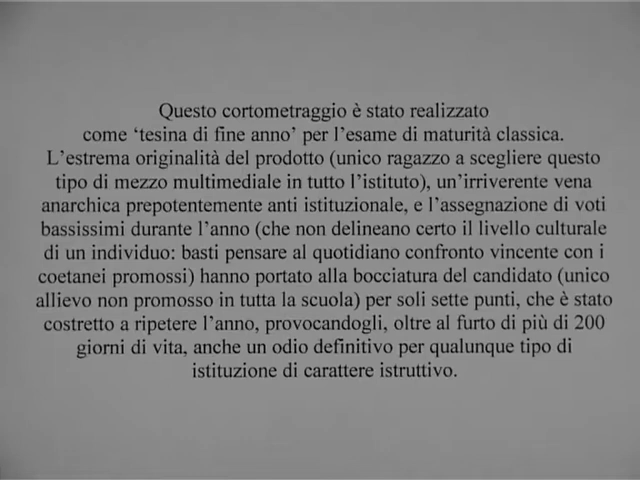 Questo cortometraggio è stato realizzato
come ‘tesina di fine anno’ per l’esame di maturità classica.
L’estrema originalità del prodotto (unico ragazzo a scegliere questo
tipo di mezzo multimediale in tutto l’istituto), un’irriverente vena
anarchica prepotentemente anti istituzionale, e l’assegnazione di voti
bassissimi durante l’anno (che non delineano certo il livello culturale
di un individuo: basti pensare al quotidiano confronto vincente con i
coetanei promossi) hanno portato alla bocciatura del candidato (unico
allievo non promosso in tutta la scuola) per soli sette punti, che è stato
costretto a ripetere l’anno, provocandogli, oltre al furto di più di 200
giorni di vita, anche un odio definitivo per qualunque tipo di
istituzione di carattere istruttivo.